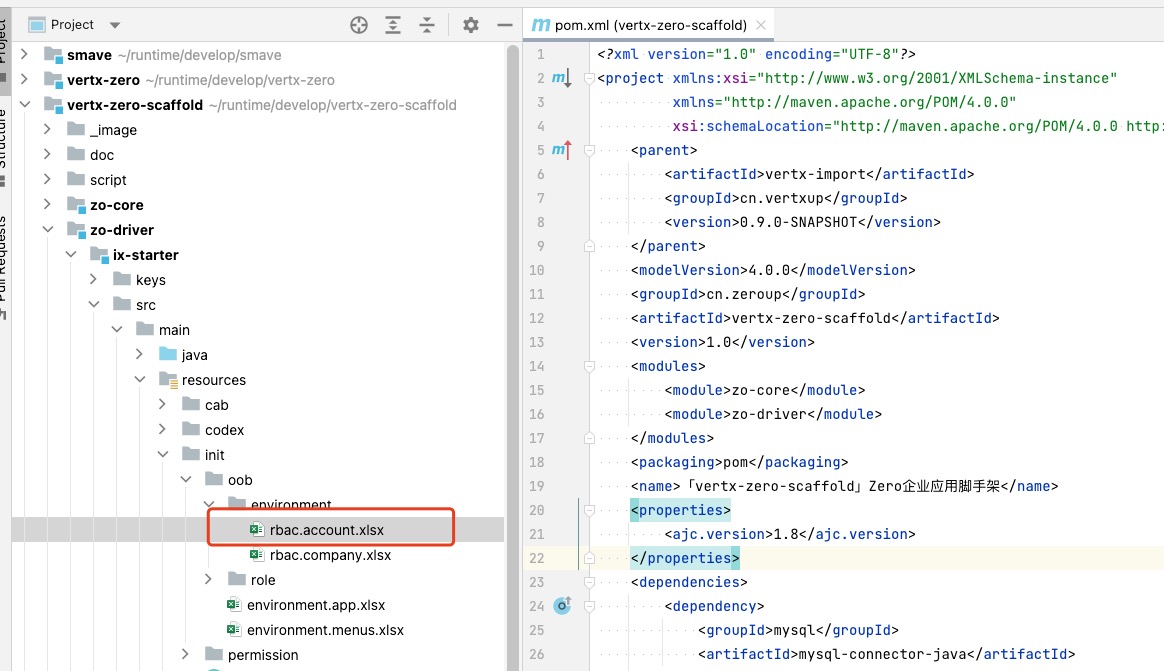 Project
smave ~/runtime/develop/smave
vertx-zero ~/runtime/develop/vertx-zero
vertx-zero-scaffold ~/runtime/develop/vertx-zero-scaffold
_image
doc
script
zo-core
zo-driver
ix-starter
keys
src
main
java
resources
cab
codex
init
oob
environment
rbac.account.xlsx
rbac.company.xlsx
role
environment.app.xlsx
environment.menus.xlsx
permission
Project
Structure
Pull Requests
pom.xml (vertx-zero-scaffold)
1 <?xml version="1.0" encoding="UTF-8"?>
2 <project xmlns:xsi="http://www.w3.org/2001/XMLSchema-instance"
3 xmlns="http://maven.apache.org/POM/4.0.0"
4 xsi:schemaLocation="http://maven.apache.org/POM/4.0.0 http:
5 <parent>
6 <artifactId>vertx-import</artifactId>
7 <groupId>cn.vertxup</groupId>
8 <version>0.9.0-SNAPSHOT</version>
9 </parent>
10 <modelVersion>4.0.0</modelVersion>
11 <groupId>cn.zeroup</groupId>
12 <artifactId>vertx-zero-scaffold</artifactId>
13 <version>1.0</version>
14 <modules>
15 <module>zo-core</module>
16 <module>zo-driver</module>
17 </modules>
18 <packaging>pom</packaging>
19 <name>「vertx-zero-scaffold」Zero企业应用脚手架</name>
20 <properties>
21 <ajc.version>1.8</ajc.version>
22 </properties>
23 <dependencies>
24 <dependency>
25 <groupId>mysql</groupId>
26 <artifactId>mysql-connector-java</artifactId>